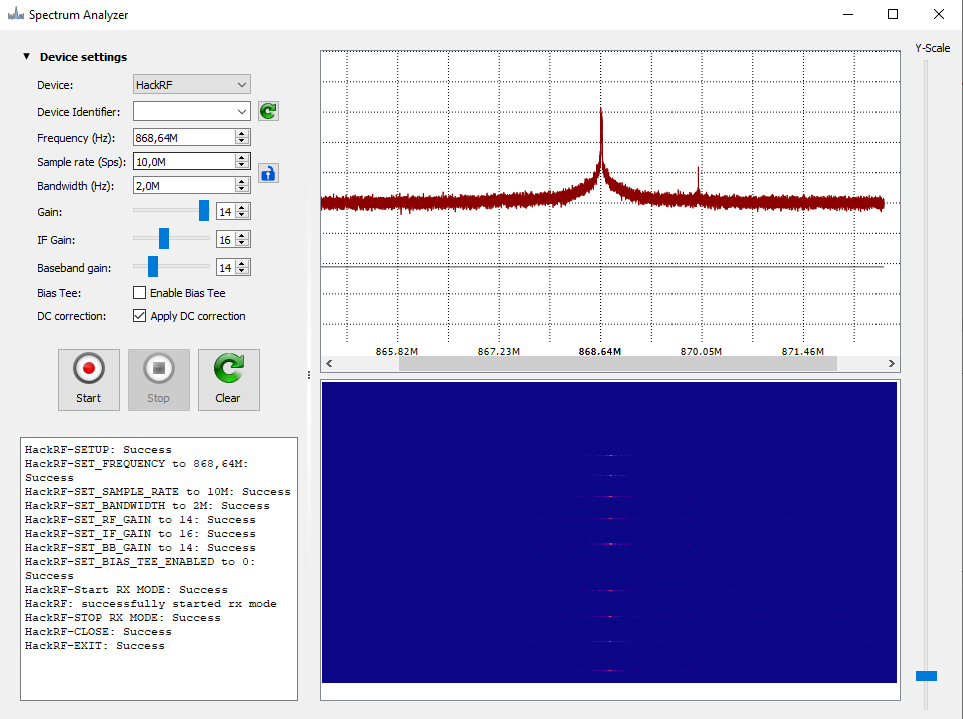 Spectrum Analyzer
Device settings
Device: HackRF
Device Identifier:
Frequency (Hz): 868,64M
Sample rate (Sps): 10,0M
Bandwidth (Hz): 2,0M
Gain: 14
IF Gain: 16
Baseband gain: 14
Bias Tee: Enable Bias Tee
DC correction: Apply DC correction
Start Stop Clear
HackRF-SETUP: Success
HackRF-SET_FREQUENCY to 868,64M:
Success
HackRF-SET_SAMPLE_RATE to 10M: Success
HackRF-SET_BANDWIDTH to 2M: Success
HackRF-SET_RF_GAIN to 14: Success
HackRF-SET_IF_GAIN to 16: Success
HackRF-SET_BB_GAIN to 14: Success
HackRF-SET_BIAS_TEE_ENABLED to 0:
Success
HackRF-Start RX MODE: Success
HackRF: successfully started rx mode
HackRF-STOP RX MODE: Success
HackRF-CLOSE: Success
HackRF-EXIT: Success
865.82M 867.23M 868.64M 870.05M 871.46M
Y-Scale